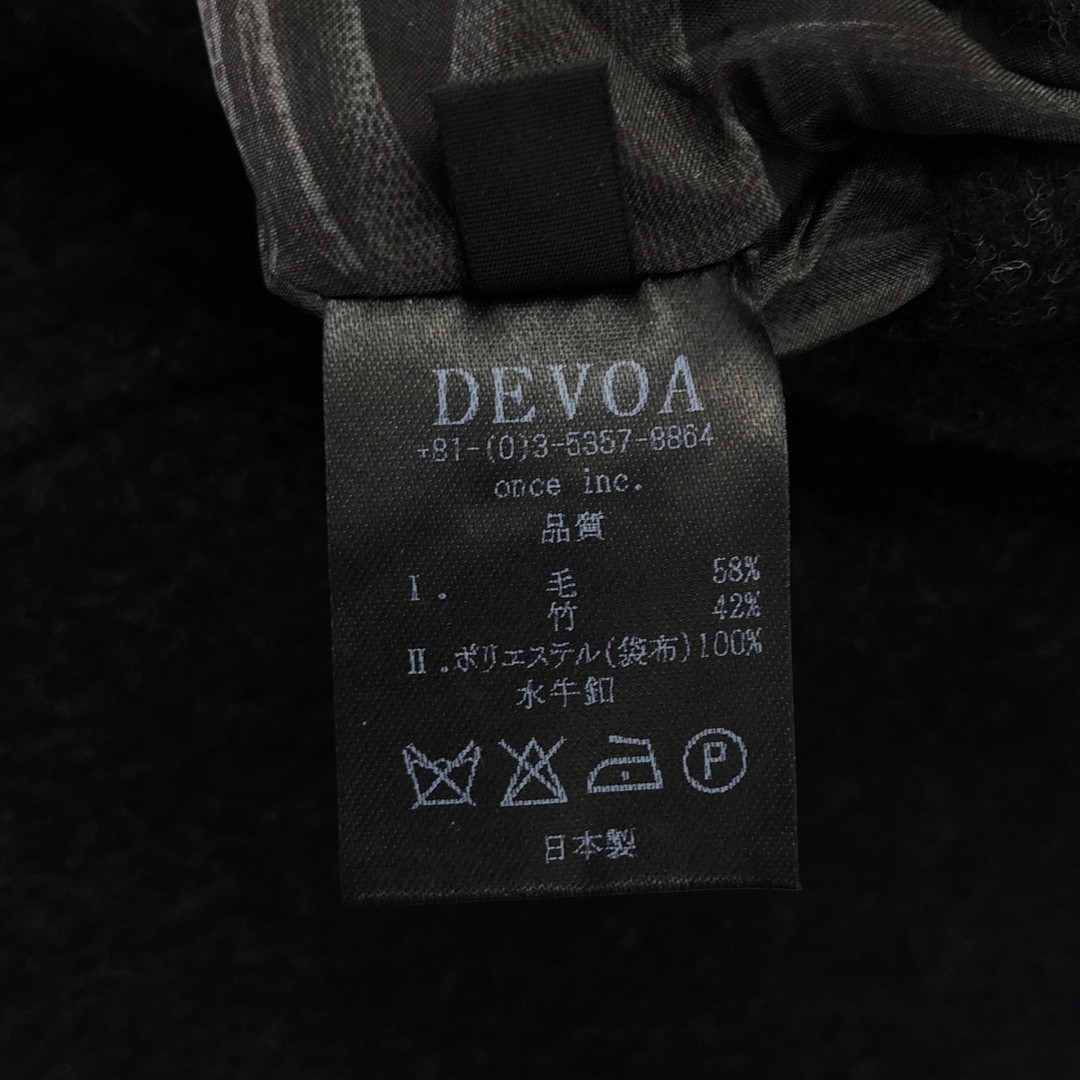 DEVOA
+81-(0)3-5357-8864
once inc.
品質
I. 毛 58%
竹 42%
II.ポリエステル(袋布)100%
水牛釦
P
日本製